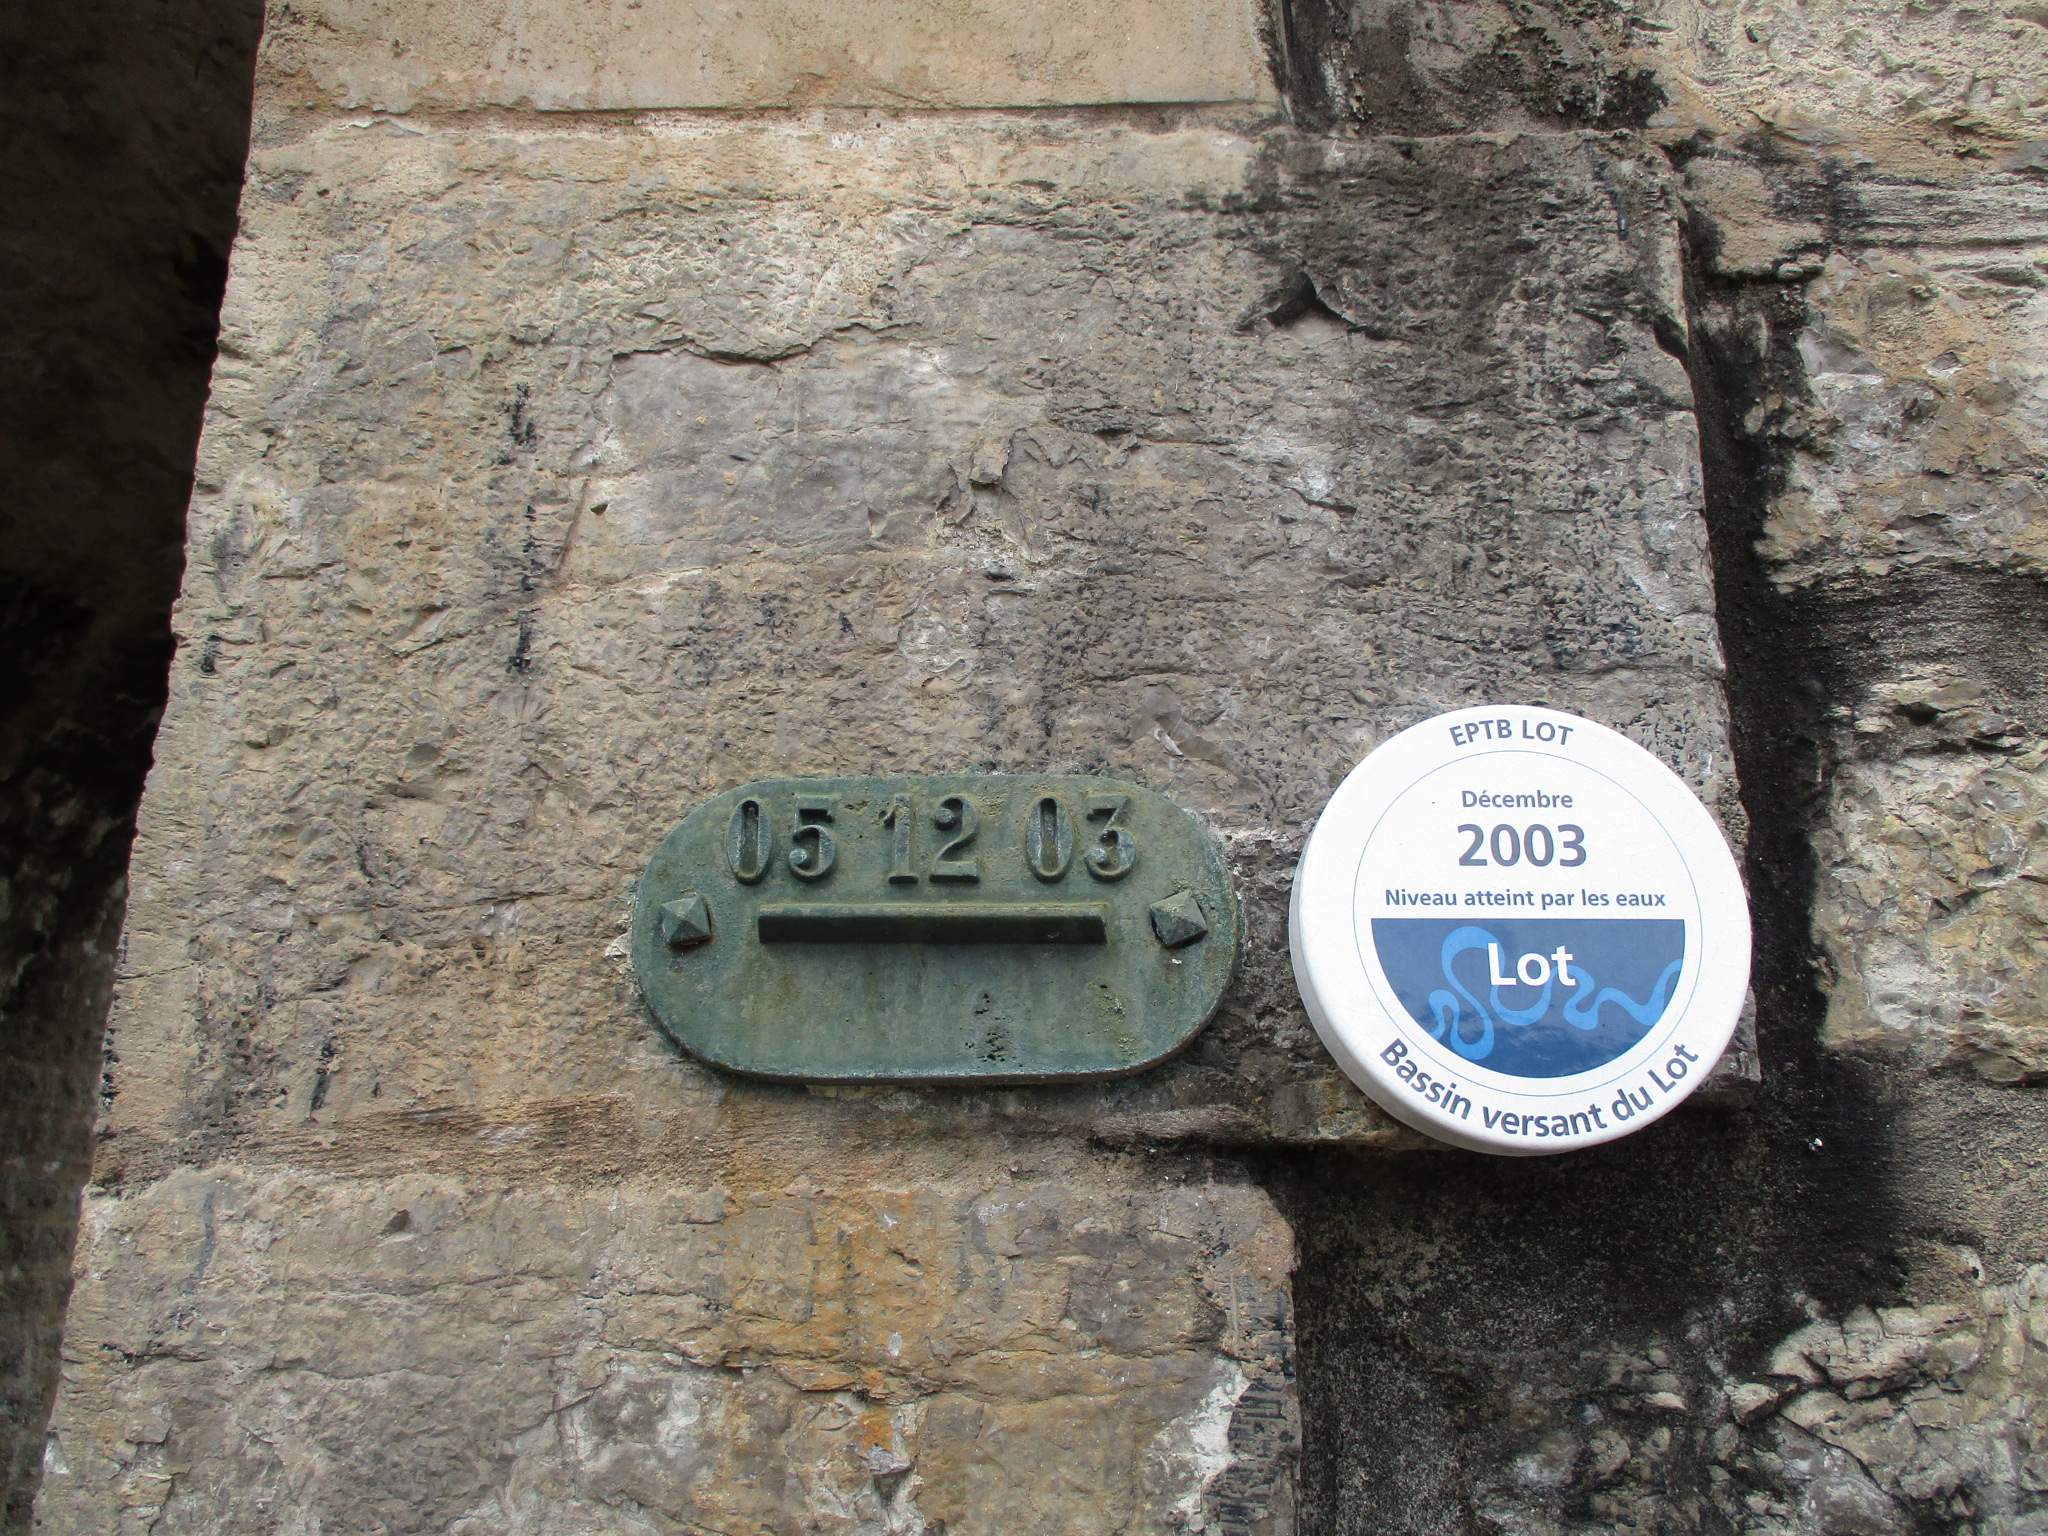 05 12 03
EPTB LOT
Décembre
2003
Niveau atteint par les eaux
Lot
Bassin versant du Lot